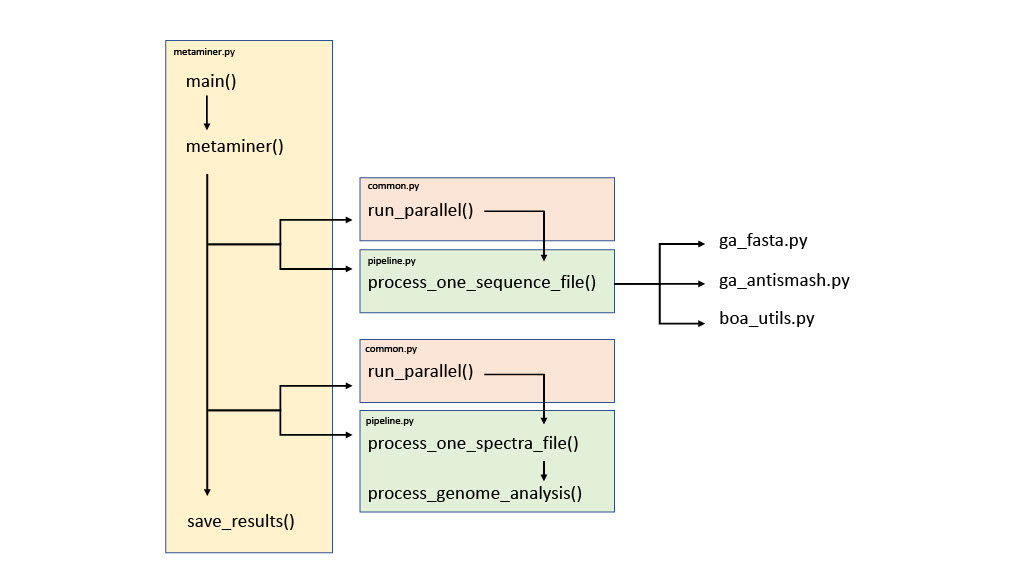 metaminer.py
main()
metaminer()
common.py
run_parallel()
pipeline.py
process_one_sequence_file()
ga_fasta.py
ga_antismash.py
boa_utils.py
common.py
run_parallel()
pipeline.py
process_one_spectra_file()
process_genome_analysis()
save_results()